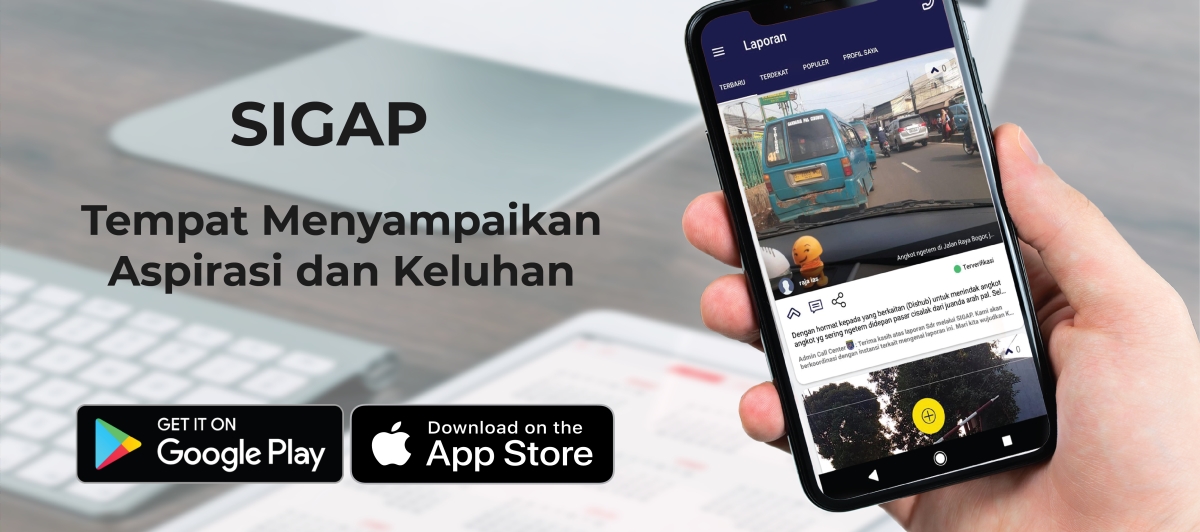 SIGAP
Tempat Menyampaikan
Aspirasi dan Keluhan
GET IT ON
Google Play
Download on the
App Store
Laporan
TERBARU TERDEKAT POPULER PROFIL SAYA
0
Angkot ngetem di Jalan Raya Bogor, j...
raja las
Terverifikasi
Dengan hormat kepada yang berkaitan (Dishub) untuk menindak angkot
angkot yg sering ngetem didepan pasar cisalak dari juanda arah pal. Sel...
Admin Call Center : Terima kasih atas laporan Sdr melalui SIGAP. Kami akan
berkoordinasi dengan instansi terkait mengenai laporan ini. Mari kita wujudkan K...
0